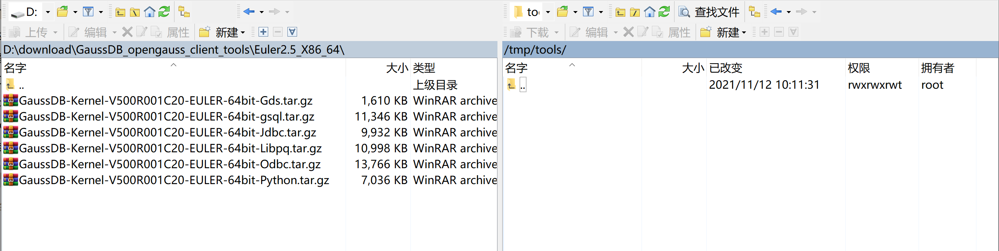 D:
上传 编辑 属性 新建
D:\download\GaussDB_opengauss_client_tools\Euler2.5_X86_64\
名字 大小 类型
.. 上级目录
GaussDB-Kernel-V500R001C20-EULER-64bit-Gds.tar.gz 1,610 KB WinRAR archive
GaussDB-Kernel-V500R001C20-EULER-64bit-gsql.tar.gz 11,346 KB WinRAR archive
GaussDB-Kernel-V500R001C20-EULER-64bit-Jdbc.tar.gz 9,932 KB WinRAR archive
GaussDB-Kernel-V500R001C20-EULER-64bit-Libpq.tar.gz 10,998 KB WinRAR archive
GaussDB-Kernel-V500R001C20-EULER-64bit-Odbc.tar.gz 13,766 KB WinRAR archive
GaussDB-Kernel-V500R001C20-EULER-64bit-Python.tar.gz 7,036 KB WinRAR archive
查找文件
下载 编辑 属性 新建
/tmp/tools/
名字 大小 已改变 权限 拥有者
.. 2021/11/12 10:11:31 rwxrwxrwt root